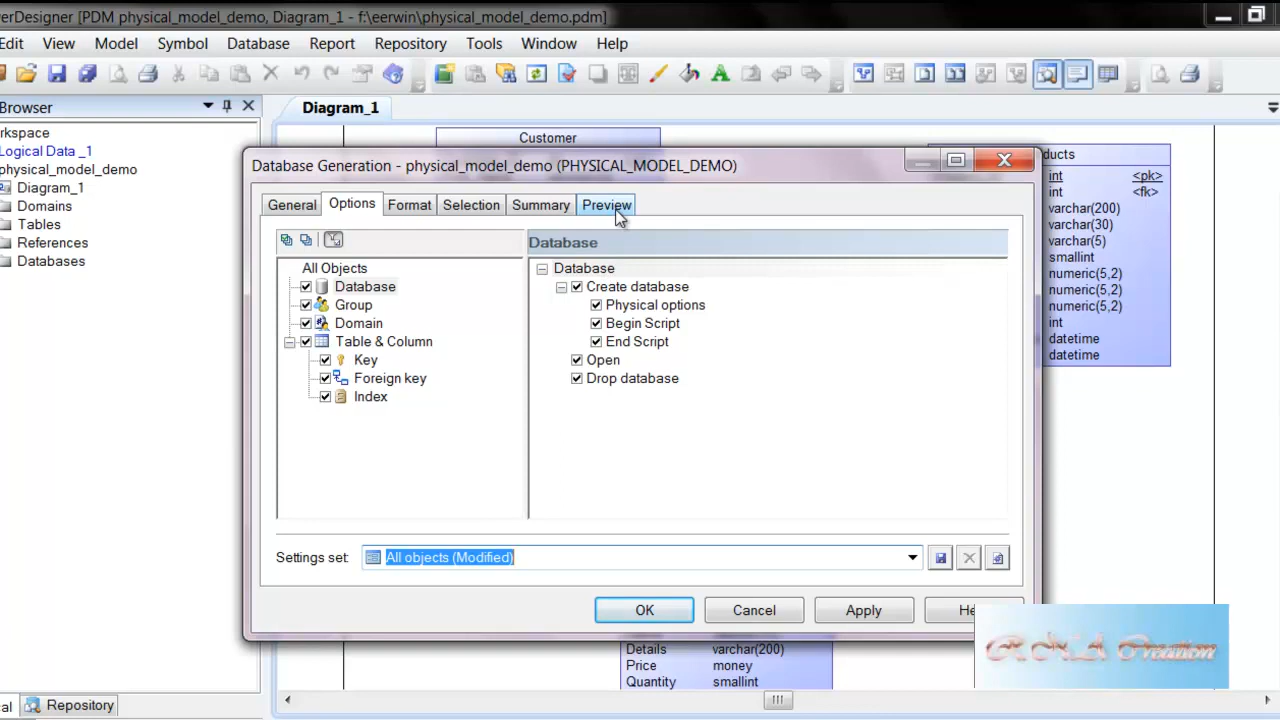 erDesigner [PDM physical_model_demo, Diagram_1 - f:\eerwin\physical_model_demo.pdm]
Edit View Model Symbol Database Report Repository Tools Window Help
Browser
Diagram_1
rkspace
Logical Data _1
physical_model_demo
Diagram_1
Domains
Tables
References
Databases
Customer
ducts
int <pk>
int <fk>
varchar(200)
varchar(30)
varchar(5)
smallint
numeric(5,2)
numeric(5,2)
numeric(5,2)
int
datetime
datetime
Database Generation - physical_model_demo (PHYSICAL_MODEL_DEMO)
General Options Format Selection Summary Preview
All Objects
Database
Group
Domain
Table & Column
Key
Foreign key
Index
Database
Database
Create database
Physical options
Begin Script
End Script
Open
Drop database
Settings set: All objects (Modified)
OK Cancel Apply He
Details varchar(200)
Price money
Quantity smallint
al Repository
Creation